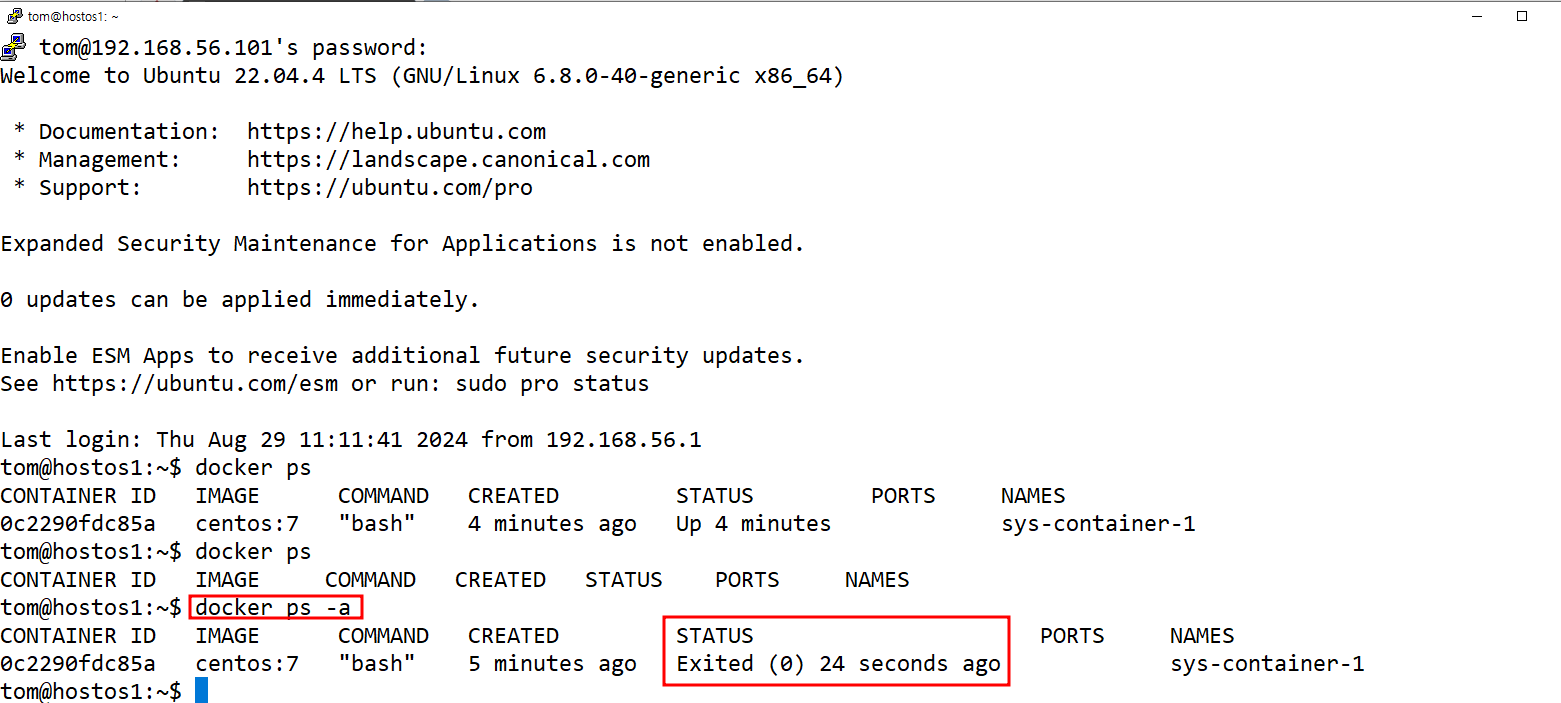 tom@hostos1: ~
tom@192.168.56.101's password:
Welcome to Ubuntu 22.04.4 LTS (GNU/Linux 6.8.0-40-generic x86_64)
* Documentation:  https://help.ubuntu.com
* Management:     https://landscape.canonical.com
* Support:        https://ubuntu.com/pro
Expanded Security Maintenance for Applications is not enabled.
0 updates can be applied immediately.
Enable ESM Apps to receive additional future security updates.
See https://ubuntu.com/esm or run: sudo pro status
Last login: Thu Aug 29 11:11:41 2024 from 192.168.56.1
tom@hostos1:~$ docker ps
CONTAINER ID   IMAGE      COMMAND   CREATED         STATUS         PORTS     NAMES
0c2290fdc85a   centos:7   "bash"    4 minutes ago   Up 4 minutes             sys-container-1
tom@hostos1:~$ docker ps
CONTAINER ID   IMAGE     COMMAND   CREATED   STATUS    PORTS     NAMES
tom@hostos1:~$ docker ps -a
CONTAINER ID   IMAGE      COMMAND   CREATED         STATUS                      PORTS     NAMES
0c2290fdc85a   centos:7   "bash"    5 minutes ago   Exited (0) 24 seconds ago             sys-container-1
tom@hostos1:~$